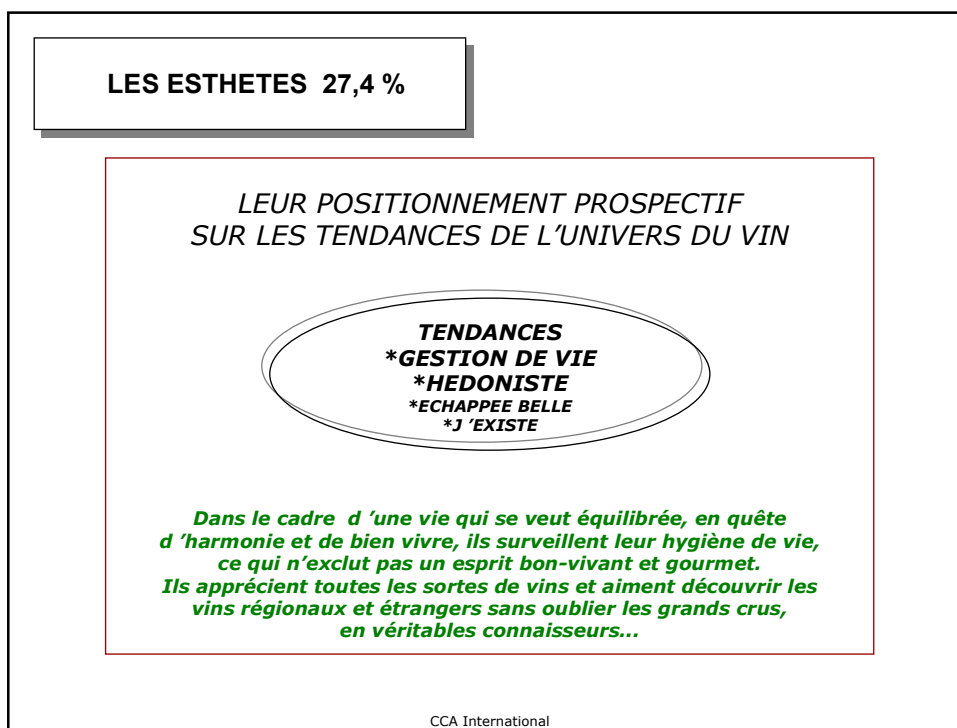 LES ESTHETES  27,4 %
LEUR POSITIONNEMENT PROSPECTIF
SUR LES TENDANCES DE L'UNIVERS DU VIN
TENDANCES
*GESTION DE VIE
*HEDONISTE
*ECHAPPEE BELLE
*J ’EXISTE
Dans le cadre  d ’une vie qui se veut équilibrée, en quête
d ’harmonie et de bien vivre, ils surveillent leur hygiène de vie,
ce qui n’exclut pas un esprit bon-vivant et gourmet.
Ils apprécient toutes les sortes de vins et aiment découvrir les
vins régionaux et étrangers sans oublier les grands crus,
en véritables connaisseurs...
CCA International